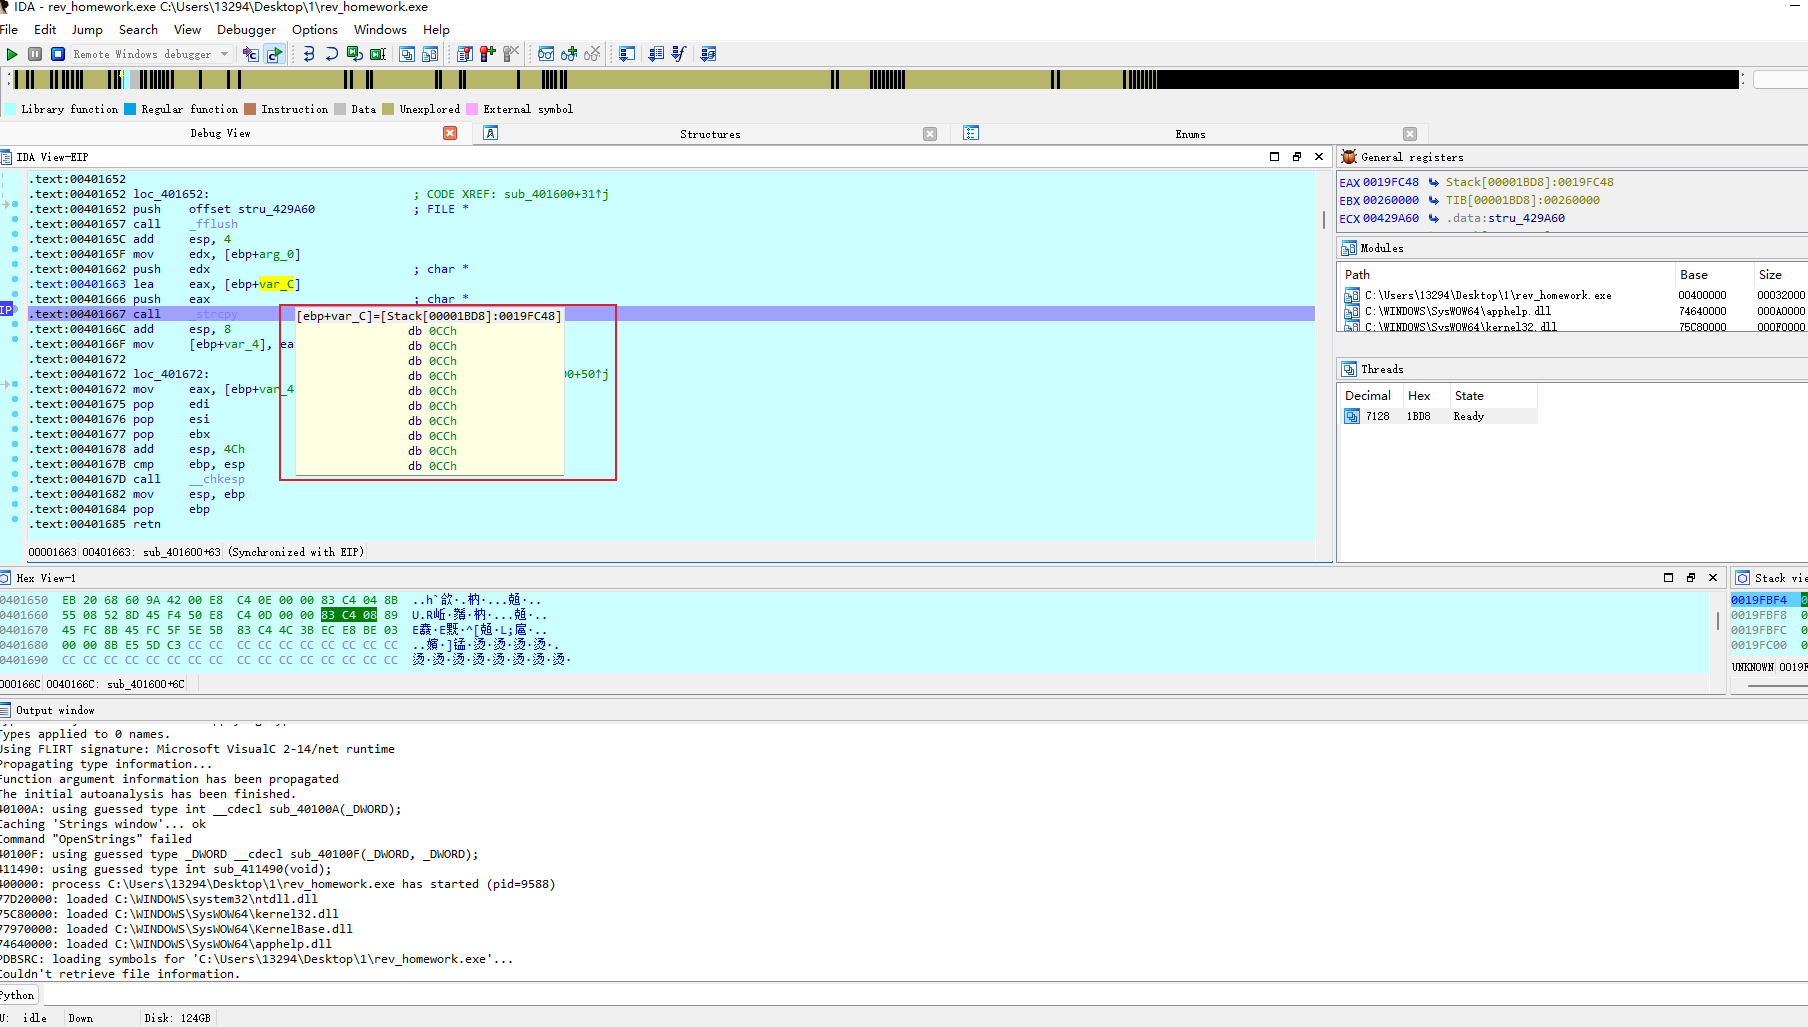 IDA - rev_homework.exe C:\Users\13294\Desktop\1\rev_homework.exe
File Edit Jump Search View Debugger Options Windows Help
Remote Windows debugger
Library function Regular function Instruction Data Unexplored External symbol
Debug View Structures Enums
IDA View-EIP
.text:00401652
.text:00401652 loc_401652: ; CODE XREF: sub_401600+31↑j
.text:00401652 push offset stru_429A60 ; FILE *
.text:00401657 call _fflush
.text:0040165C add esp, 4
.text:0040165F mov edx, [ebp+arg_0]
.text:00401662 push edx ; char *
.text:00401663 lea eax, [ebp+var_C]
.text:00401666 push eax ; char *
.text:00401667 call _strcpy
.text:0040166C add esp, 8
.text:0040166F mov [ebp+var_4], ea
.text:00401672
.text:00401672 loc_401672: 00+50↑j
.text:00401672 mov eax, [ebp+var_4
.text:00401675 pop edi
.text:00401676 pop esi
.text:00401677 pop ebx
.text:00401678 add esp, 4Ch
.text:0040167B cmp ebp, esp
.text:0040167D call __chkesp
.text:00401682 mov esp, ebp
.text:00401684 pop ebp
.text:00401685 retn
[ebp+var_C]=[Stack[00001BD8]:0019FC48]
db 0CCh
db 0CCh
db 0CCh
db 0CCh
db 0CCh
db 0CCh
db 0CCh
db 0CCh
db 0CCh
db 0CCh
IP
00001663 00401663: sub_401600+63 (Synchronized with EIP)
General registers
EAX 0019FC48 Stack[00001BD8]:0019FC48
EBX 00260000 TIB[00001BD8]:00260000
ECX 00429A60 .data:stru_429A60
Modules
Path Base Size
C:\Users\13294\Desktop\1\rev_homework.exe 00400000 00032000
C:\WINDOWS\SysWOW64\apphelp.dll 74640000 000A0000
C:\WINDOWS\SysWOW64\kernel32.dll 75C80000 000F0000
Threads
Decimal Hex State
7128 1BD8 Ready
Hex View-1
0401650 EB 20 68 60 9A 42 00 E8 C4 0E 00 00 83 C4 04 8B
0401660 55 08 52 8D 45 F4 50 E8 C4 0D 00 00 83 C4 08 89
0401670 45 FC 8B 45 FC 5F 5E 5B 83 C4 4C 3B EC E8 BE 03
0401680 00 00 8B E5 5D C3 CC CC CC CC CC CC CC CC CC CC
0401690 CC CC CC CC CC CC CC CC CC CC CC CC CC CC CC CC 烫·烫·烫·烫·烫·烫·烫·烫·
000166C 0040166C: sub_401600+6C
Stack vie
0019FBF4 0
0019FBF8 0
0019FBFC 0
0019FC00 0
UNKNOWN 0019F
Output window
Types applied to 0 names.
Using FLIRT signature: Microsoft VisualC 2-14/net runtime
Propagating type information...
Function argument information has been propagated
The initial autoanalysis has been finished.
40100A: using guessed type int __cdecl sub_40100A(_DWORD);
Caching 'Strings window'... ok
Command "OpenStrings" failed
40100F: using guessed type _DWORD __cdecl sub_40100F(_DWORD, _DWORD);
411490: using guessed type int sub_411490(void);
400000: process C:\Users\13294\Desktop\1\rev_homework.exe has started (pid=9588)
77D20000: loaded C:\WINDOWS\system32\ntdll.dll
75C80000: loaded C:\WINDOWS\SysWOW64\kernel32.dll
77970000: loaded C:\WINDOWS\SysWOW64\KernelBase.dll
74640000: loaded C:\WINDOWS\SysWOW64\apphelp.dll
PDBSRC: loading symbols for 'C:\Users\13294\Desktop\1\rev_homework.exe'...
Couldn't retrieve file information.
Python
U: idle Down Disk: 124GB